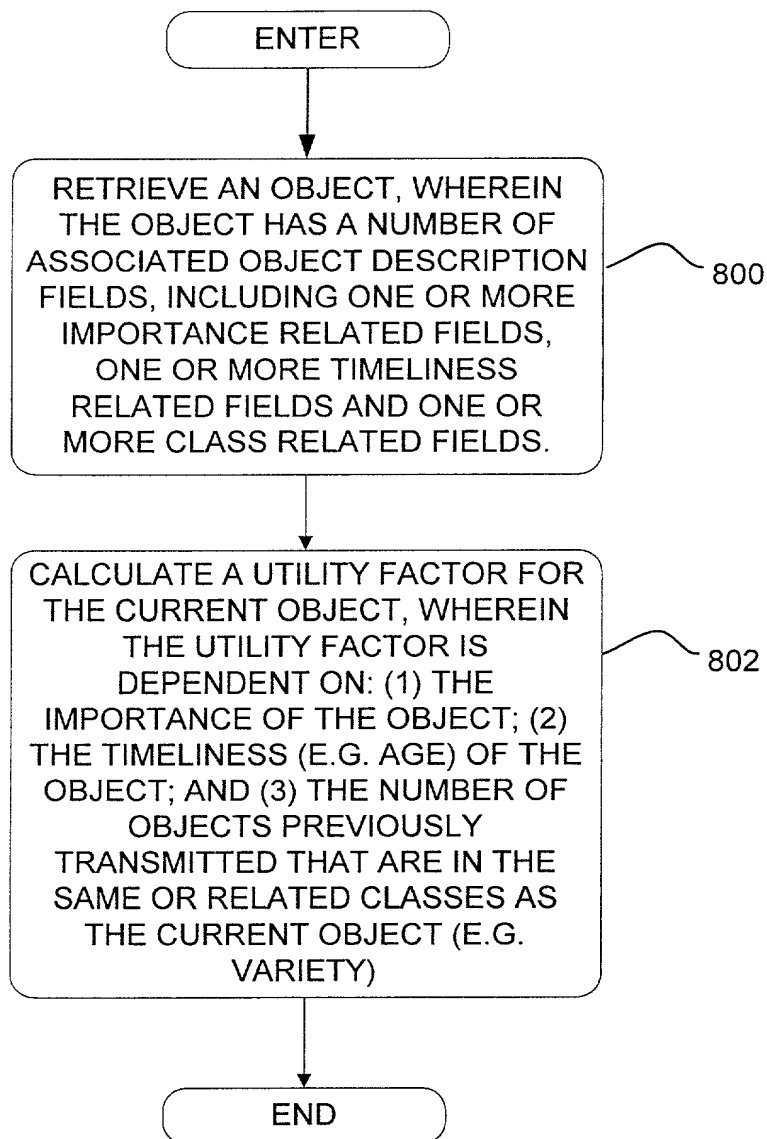 ENTER
RETRIEVE AN OBJECT, WHEREIN
THE OBJECT HAS A NUMBER OF
ASSOCIATED OBJECT DESCRIPTION
FIELDS, INCLUDING ONE OR MORE
IMPORTANCE RELATED FIELDS,
ONE OR MORE TIMELINESS
RELATED FIELDS AND ONE OR
MORE CLASS RELATED FIELDS.
800
CALCULATE A UTILITY FACTOR FOR
THE CURRENT OBJECT, WHEREIN
THE UTILITY FACTOR IS
DEPENDENT ON: (1) THE
IMPORTANCE OF THE OBJECT; (2)
THE TIMELINESS (E.G. AGE) OF THE
OBJECT; AND (3) THE NUMBER OF
OBJECTS PREVIOUSLY
TRANSMITTED THAT ARE IN THE
SAME OR RELATED CLASSES AS
THE CURRENT OBJECT (E.G.
VARIETY)
802
END